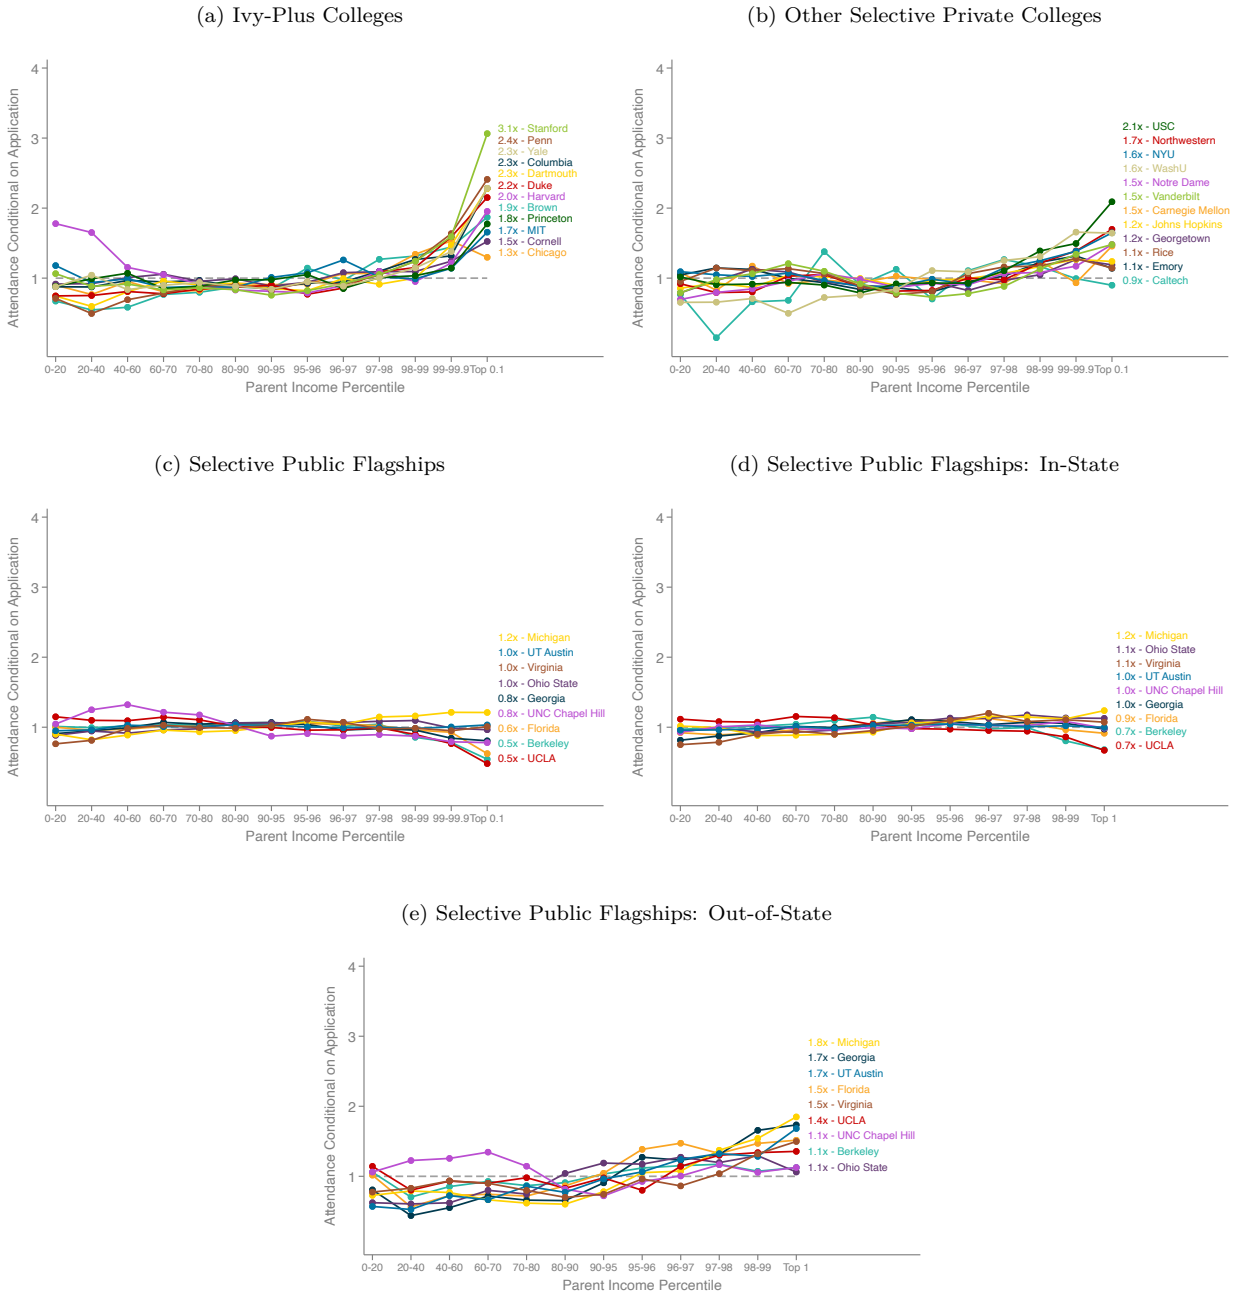 (a) Ivy-Plus Colleges
Attendance Conditional on Application
4
3
2
1
3.1x - Stanford
2.4x - Penn
2.3x - Yale
2.3x - Columbia
2.3x - Dartmouth
2.2x - Duke
2.0x - Harvard
1.9x - Brown
1.8x - Princeton
1.7x - MIT
1.5x - Cornell
1.3x - Chicago
0-20 20-40 40-60 60-70 70-80 80-90 90-95 95-96 96-97 97-98 98-99 99-99.9 Top 0.1
Parent Income Percentile
(b) Other Selective Private Colleges
Attendance Conditional on Application
4
3
2
1
2.1x - USC
1.7x - Northwestern
1.6x - NYU
1.6x - WashU
1.5x - Notre Dame
1.5x - Vanderbilt
1.5x - Carnegie Mellon
1.2x - Johns Hopkins
1.2x - Georgetown
1.1x - Rice
1.1x - Emory
0.9x - Caltech
0-20 20-40 40-60 60-70 70-80 80-90 90-95 95-96 96-97 97-98 98-99 99-99.9 Top 0.1
Parent Income Percentile
(c) Selective Public Flagships
Attendance Conditional on Application
4
3
2
1
1.2x - Michigan
1.0x - UT Austin
1.0x - Virginia
1.0x - Ohio State
0.8x - Georgia
0.8x - UNC Chapel Hill
0.6x - Florida
0.5x - Berkeley
0.5x - UCLA
0-20 20-40 40-60 60-70 70-80 80-90 90-95 95-96 96-97 97-98 98-99 99-99.9 Top 0.1
Parent Income Percentile
(d) Selective Public Flagships: In-State
Attendance Conditional on Application
4
3
2
1
1.2x - Michigan
1.1x - Ohio State
1.1x - Virginia
1.0x - UT Austin
1.0x - UNC Chapel Hill
1.0x - Georgia
0.9x - Florida
0.7x - Berkeley
0.7x - UCLA
0-20 20-40 40-60 60-70 70-80 80-90 90-95 95-96 96-97 97-98 98-99 Top 1
Parent Income Percentile
(e) Selective Public Flagships: Out-of-State
Attendance Conditional on Application
4
3
2
1
1.8x - Michigan
1.7x - Georgia
1.7x - UT Austin
1.5x - Florida
1.5x - Virginia
1.4x - UCLA
1.1x - UNC Chapel Hill
1.1x - Berkeley
1.1x - Ohio State
0-20 20-40 40-60 60-70 70-80 80-90 90-95 95-96 96-97 97-98 98-99 Top 1
Parent Income Percentile